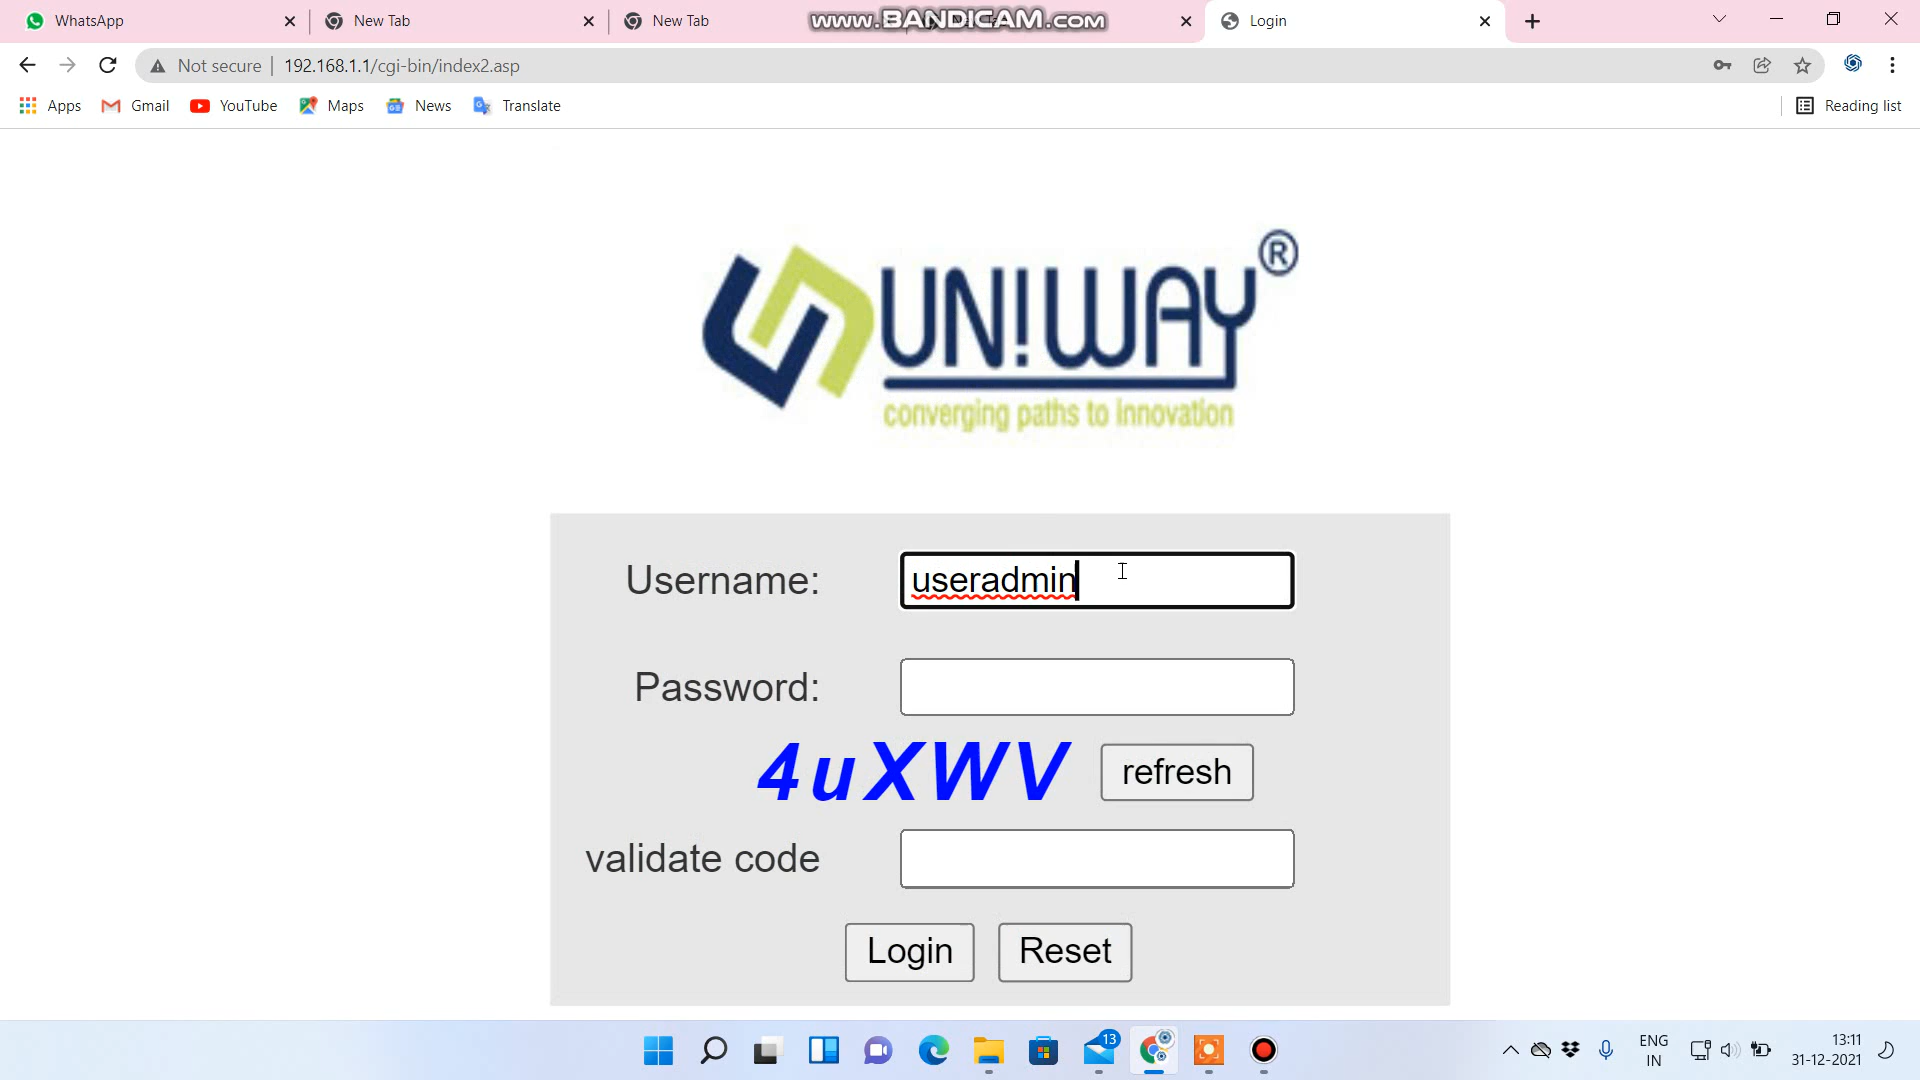 WhatsApp New Tab New Tab www.BANDICAM.com Login
Not secure 192.168.1.1/cgi-bin/index2.asp
Apps Gmail YouTube Maps News Translate Reading list
UN!WAY ®
converging paths to innovation
Username: useradmin
Password:
4uXWV refresh
validate code
Login Reset
13
ENG 13:11
IN 31-12-2021